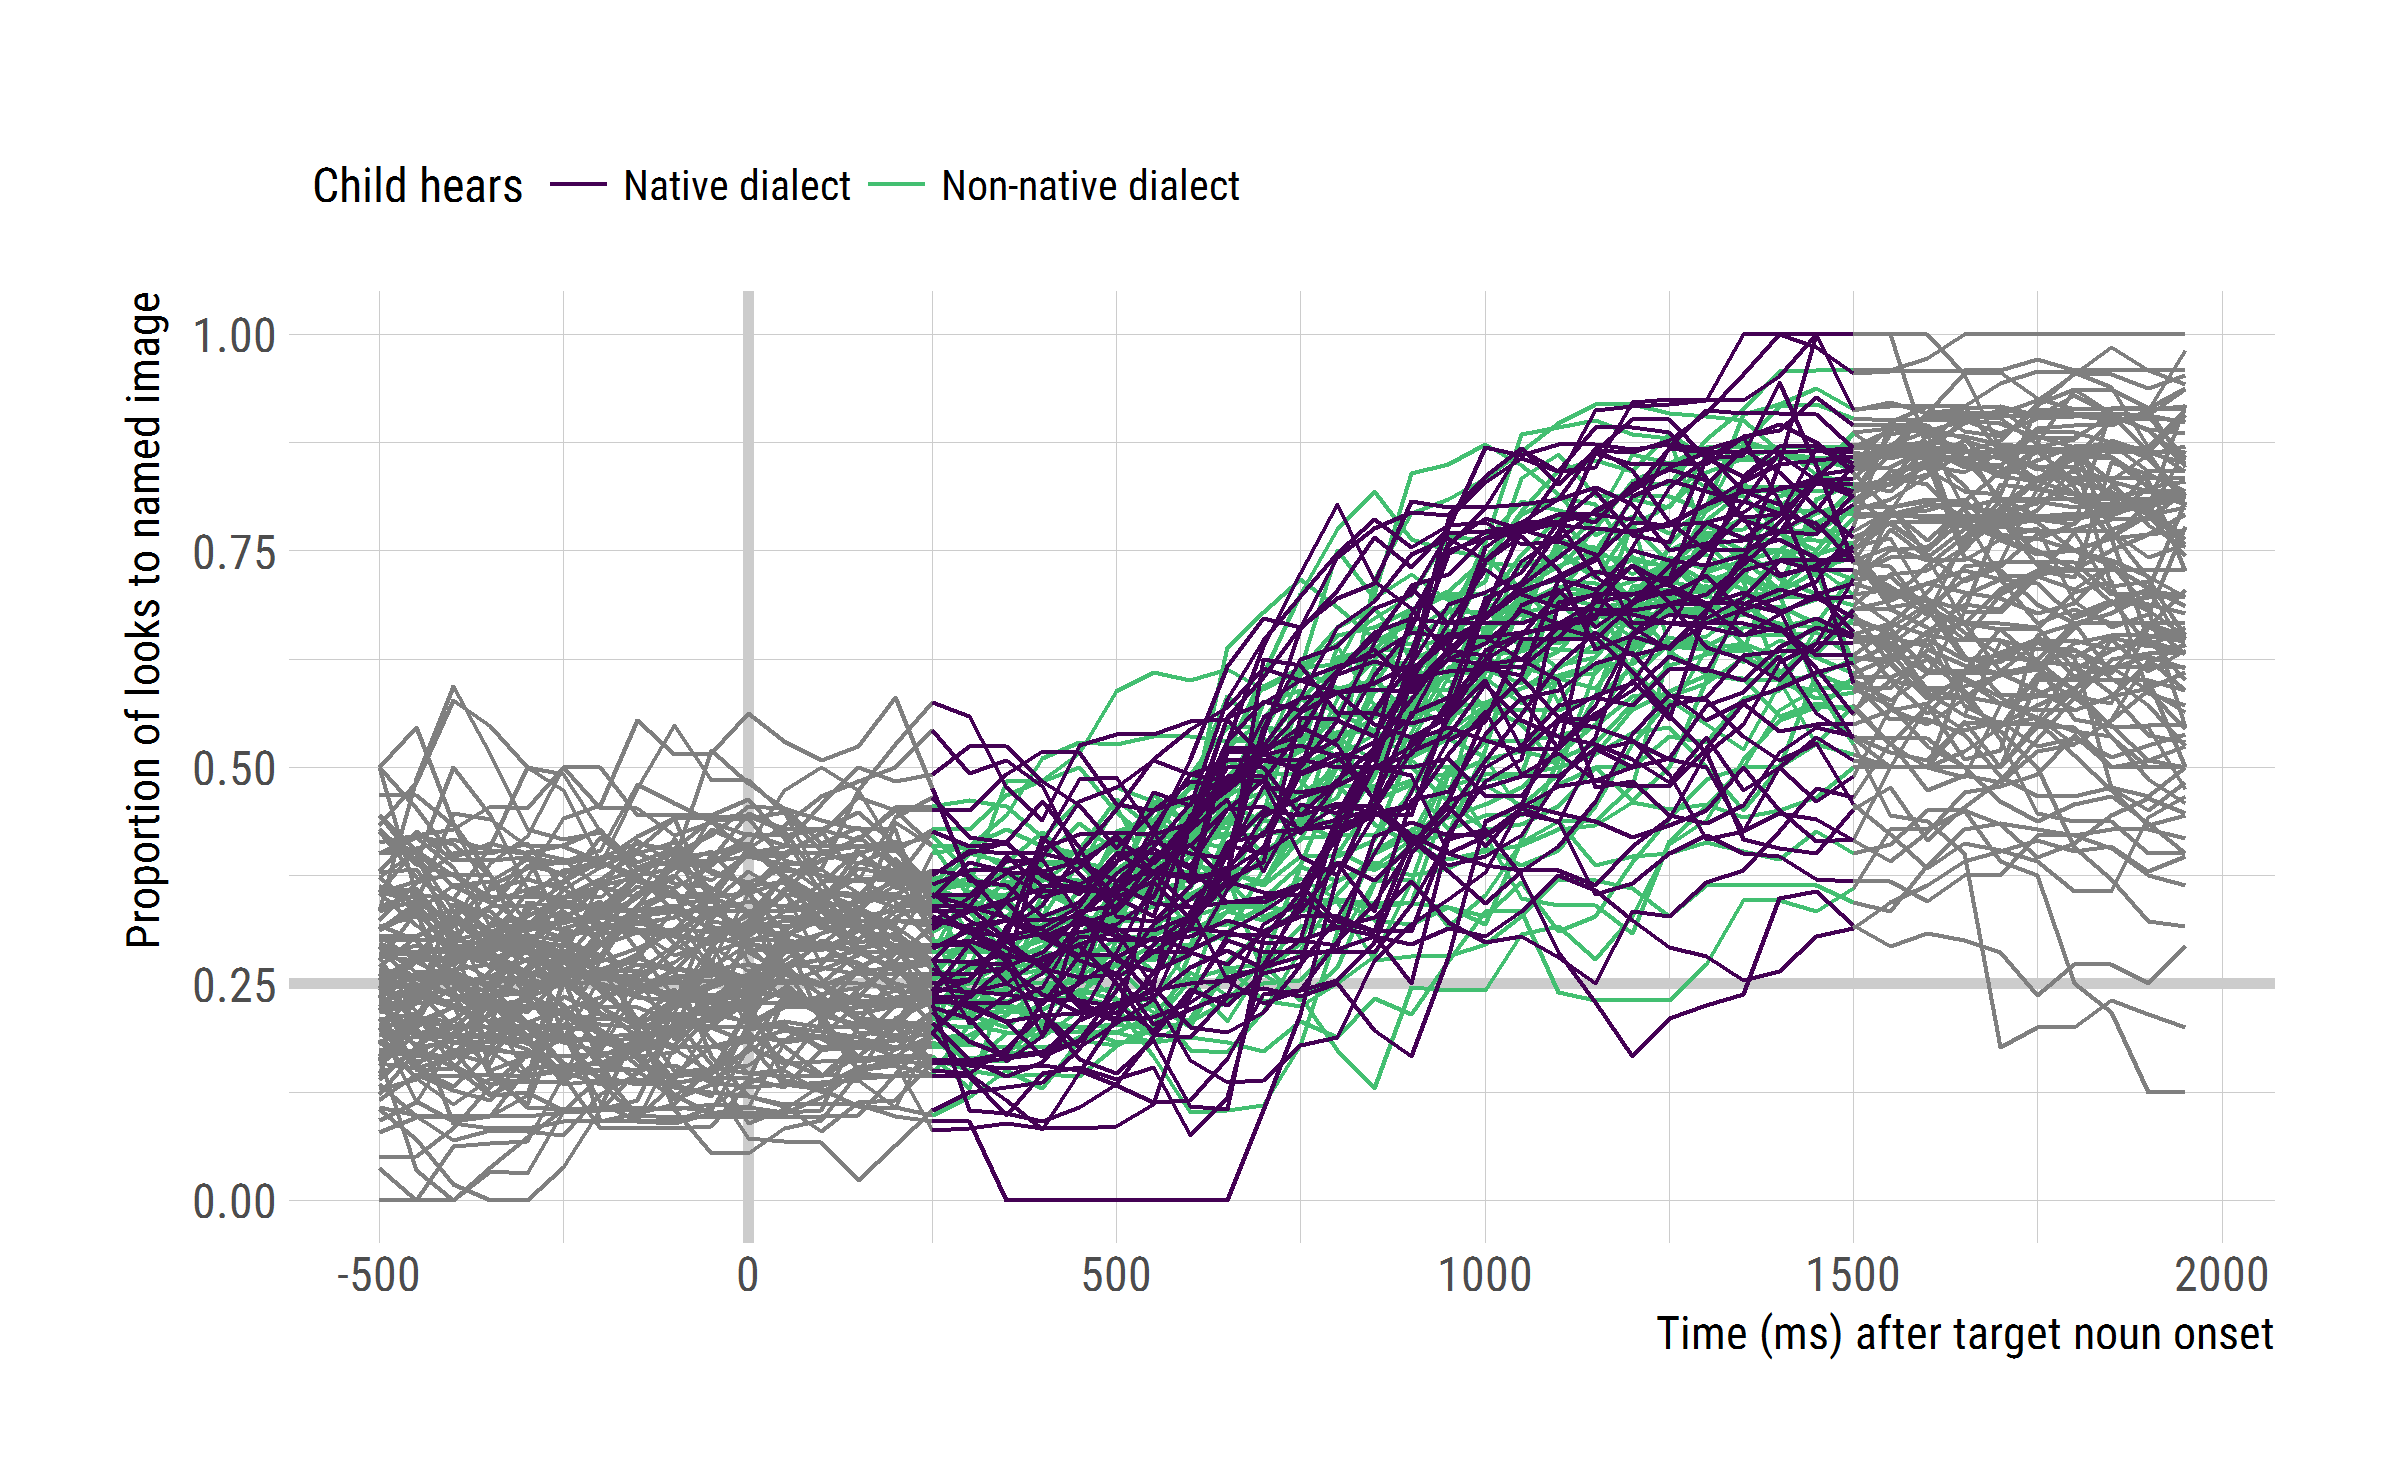 Child hears Native dialect Non-native dialect
Proportion of looks to named image
1.00
0.75
0.50
0.25
0.00
-500 0 500 1000 1500 2000
Time (ms) after target noun onset